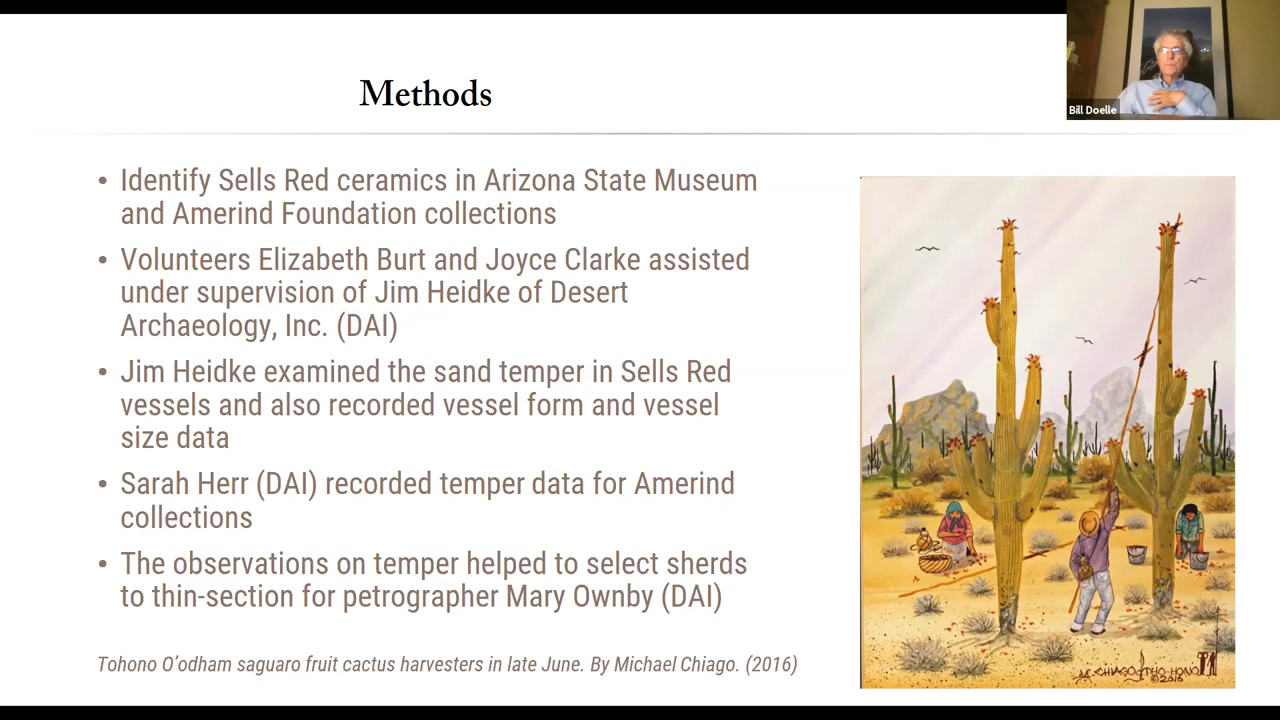 Methods
Bill Doelle
• Identify Sells Red ceramics in Arizona State Museum
and Amerind Foundation collections
• Volunteers Elizabeth Burt and Joyce Clarke assisted
under supervision of Jim Heidke of Desert
Archaeology, Inc. (DAI)
• Jim Heidke examined the sand temper in Sells Red
vessels and also recorded vessel form and vessel
size data
• Sarah Herr (DAI) recorded temper data for Amerind
collections
• The observations on temper helped to select sherds
to thin-section for petrographer Mary Ownby (DAI)
Tohono O’odham saguaro fruit cactus harvesters in late June. By Michael Chiago. (2016)
M. CHIAGO
©2016